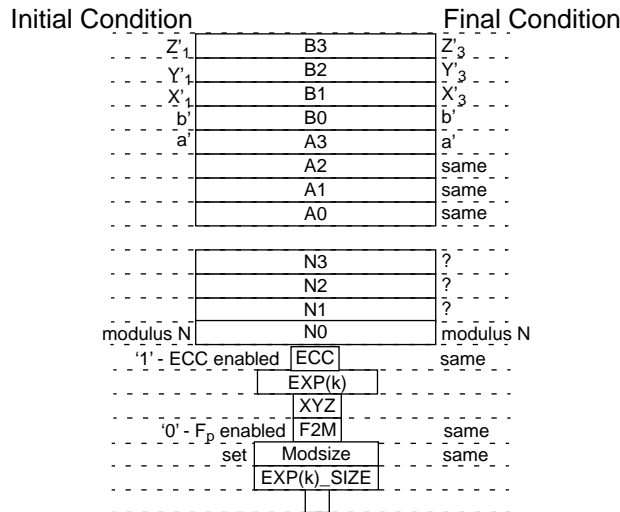 Initial Condition Final Condition
Z'1 B3 Z'3
Y'1 B2 Y'3
X'1 B1 X'3
b' B0 b'
a' A3 a'
A2 same
A1 same
A0 same
N3 ?
N2 ?
N1 ?
modulus N N0 modulus N
'1' - ECC enabled ECC same
EXP(k)
XYZ
'0' - Fp enabled F2M same
set Modsize same
EXP(k)_SIZE